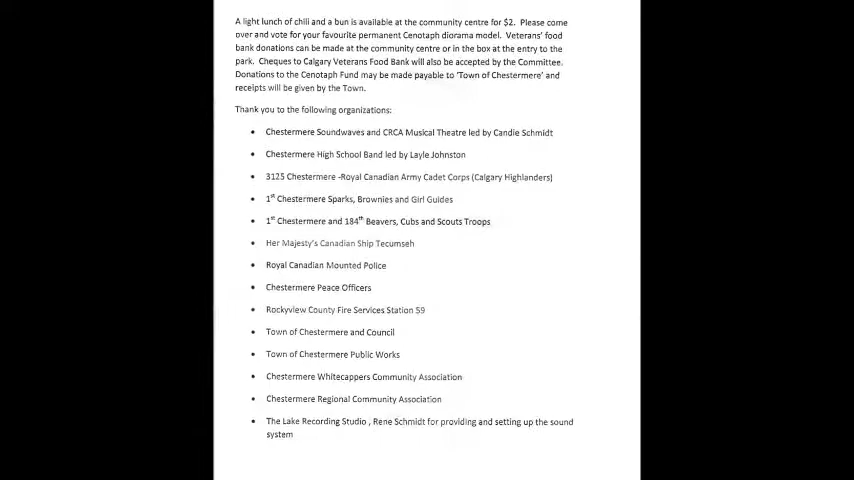 A light lunch of chili and a bun is available at the community centre for $2. Please come
over and vote for your favourite permanent Cenotaph diorama model. Veterans' food
bank donations can be made at the community centre or in the box at the entry to the
park. Cheques to Calgary Veterans Food Bank will also be accepted by the Committee.
Donations to the Cenotaph Fund may be made payable to 'Town of Chestermere' and
receipts will be given by the Town.
Thank you to the following organizations:
• Chestermere Soundwaves and CRCA Musical Theatre led by Candie Schmidt
• Chestermere High School Band led by Layle Johnston
• 3125 Chestermere -Royal Canadian Army Cadet Corps (Calgary Highlanders)
• 1st Chestermere Sparks, Brownies and Girl Guides
• 1st Chestermere and 184th Beavers, Cubs and Scouts Troops
• Her Majesty's Canadian Ship Tecumseh
• Royal Canadian Mounted Police
• Chestermere Peace Officers
• Rockyview County Fire Services Station 59
• Town of Chestermere and Council
• Town of Chestermere Public Works
• Chestermere Whitecappers Community Association
• Chestermere Regional Community Association
• The Lake Recording Studio , Rene Schmidt for providing and setting up the sound
system